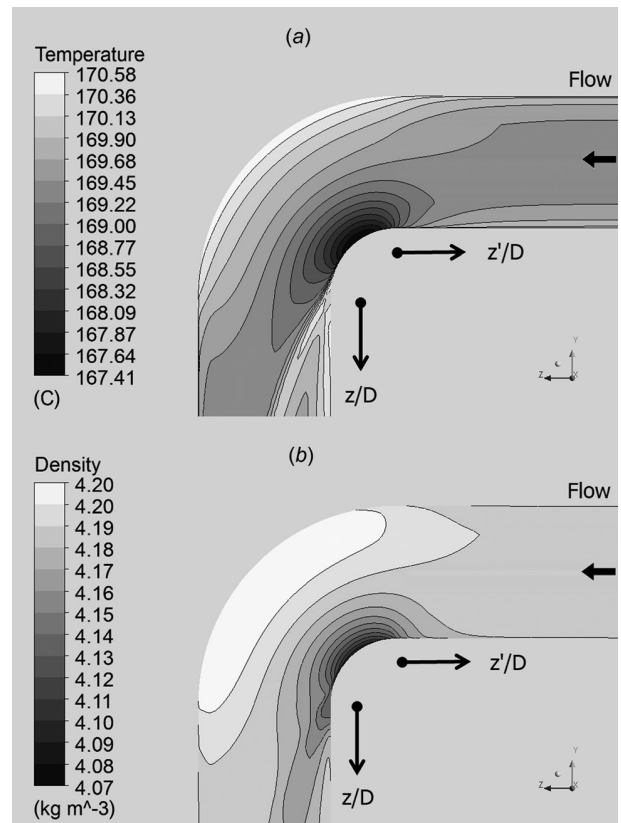 (a)
Temperature
170.58
170.36
170.13
169.90
169.68
169.45
169.22
169.00
168.77
168.55
168.32
168.09
167.87
167.64
167.41
(C)
Flow
z'/D
z/D
Y
Z
X
(b)
Density
4.20
4.20
4.19
4.18
4.17
4.16
4.15
4.14
4.13
4.12
4.11
4.10
4.09
4.08
4.07
(kg m^-3)
Flow
z'/D
z/D
Y
Z
X